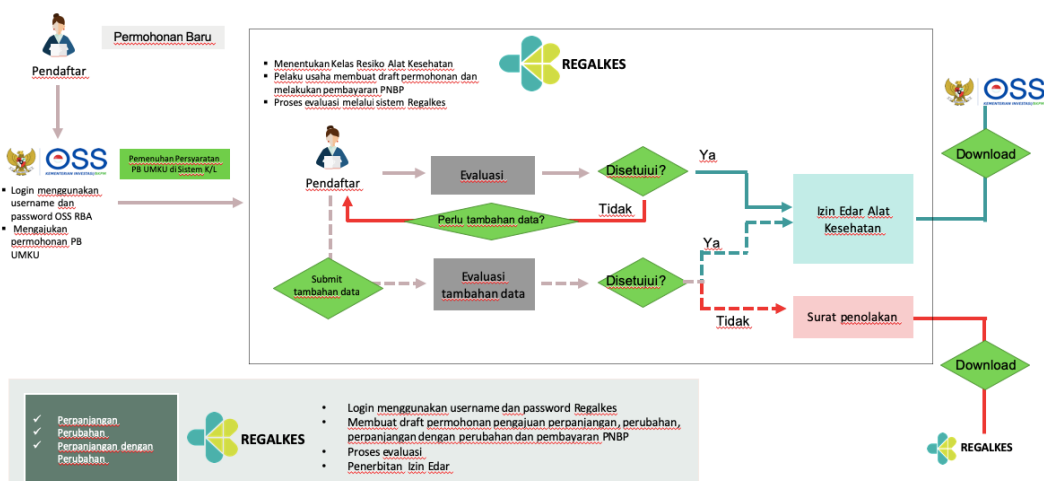 Permohonan Baru
Pendaftar
OSS
KEMENTERIAN INVESTASI/BKPM
Pemenuhan Persyaratan
PB UMKU di Sistem K/L
▪ Login menggunakan
username dan
password OSS RBA
▪ Mengajukan
permohonan PB
UMKU
▪ Menentukan Kelas Resiko Alat Kesehatan
▪ Pelaku usaha membuat draft permohonan dan
melakukan pembayaran PNBP
▪ Proses evaluasi melalui sistem Regalkes
REGALKES
Pendaftar
Evaluasi
Disetujui?
Ya
Tidak
Perlu tambahan data?
Submit
tambahan data
Evaluasi
tambahan data
Disetujui?
Ya
Tidak
Izin Edar Alat
Kesehatan
Surat penolakan
OSS
KEMENTERIAN INVESTASI/BKPM
Download
Download
REGALKES
✓ Perpanjangan
✓ Perubahan
✓ Perpanjangan dengan
Perubahan
REGALKES
• Login menggunakan username dan password Regalkes
• Membuat draft permohonan pengajuan perpanjangan, perubahan,
perpanjangan dengan perubahan dan pembayaran PNBP
• Proses evaluasi
• Penerbitan Izin Edar